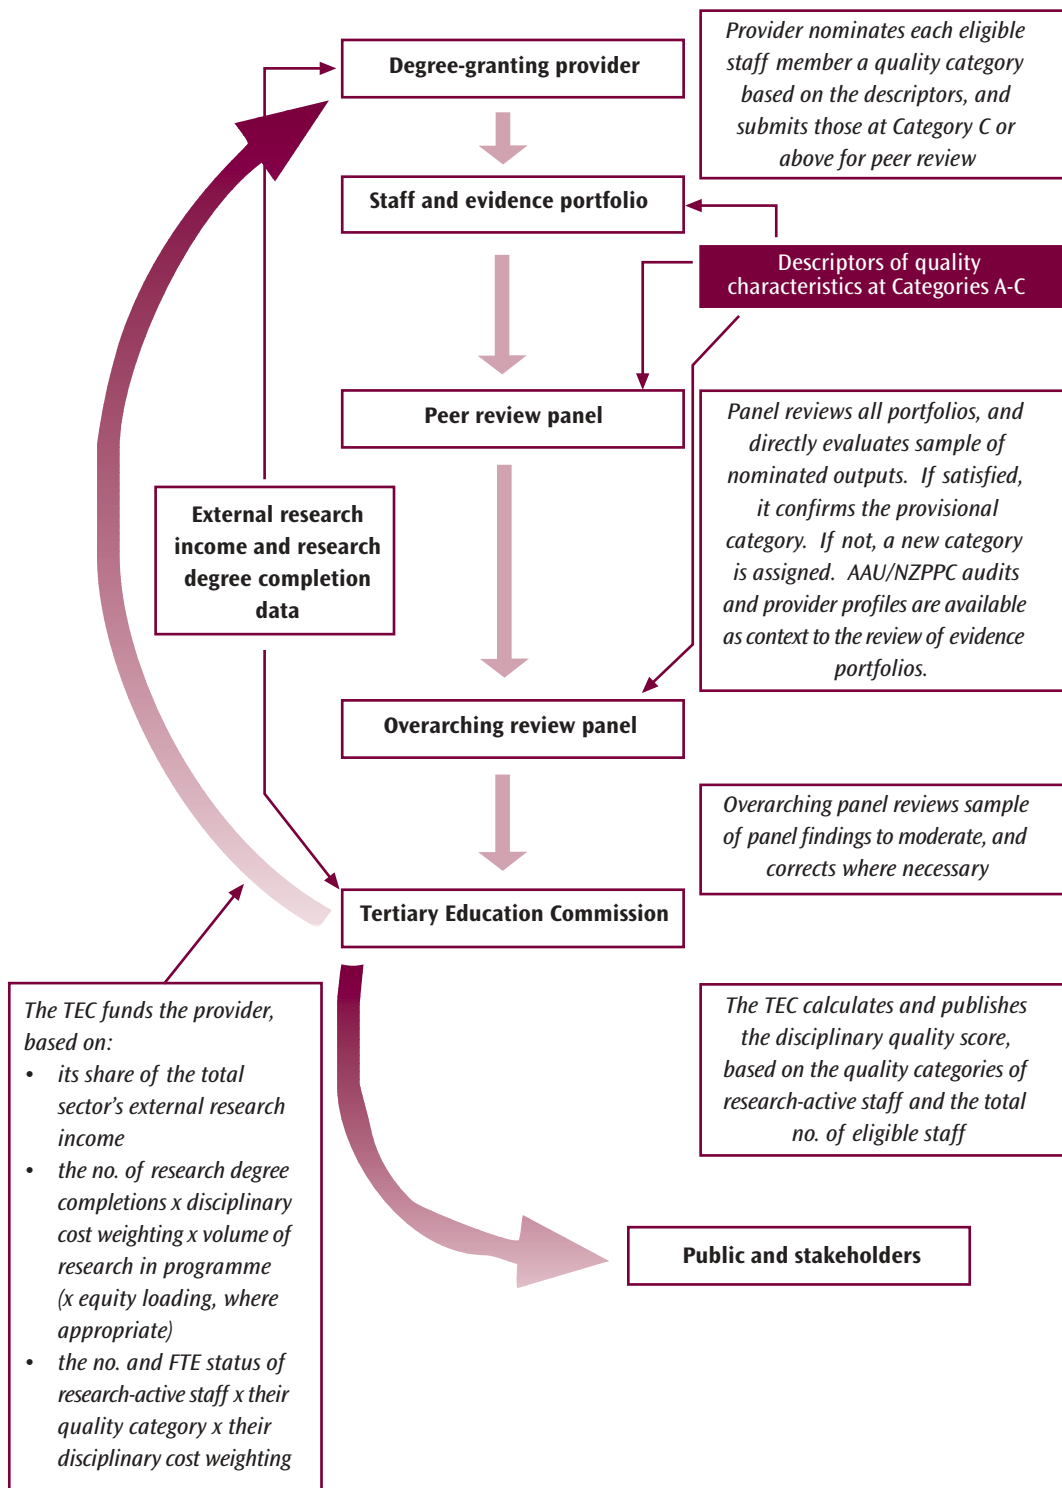 Degree-granting provider
Provider nominates each eligible
staff member a quality category
based on the descriptors, and
submits those at Category C or
above for peer review
Staff and evidence portfolio
Descriptors of quality
characteristics at Categories A-C
Peer review panel
Panel reviews all portfolios, and
directly evaluates sample of
nominated outputs. If satisfied,
it confirms the provisional
category. If not, a new category
is assigned. AAU/NZPPC audits
and provider profiles are available
as context to the review of evidence
portfolios.
External research
income and research
degree completion
data
Overarching review panel
Overarching panel reviews sample
of panel findings to moderate, and
corrects where necessary
Tertiary Education Commission
The TEC funds the provider,
based on:
• its share of the total
sector's external research
income
• the no. of research degree
completions x disciplinary
cost weighting x volume of
research in programme
(x equity loading, where
appropriate)
• the no. and FTE status of
research-active staff x their
quality category x their
disciplinary cost weighting
The TEC calculates and publishes
the disciplinary quality score,
based on the quality categories of
research-active staff and the total
no. of eligible staff
Public and stakeholders